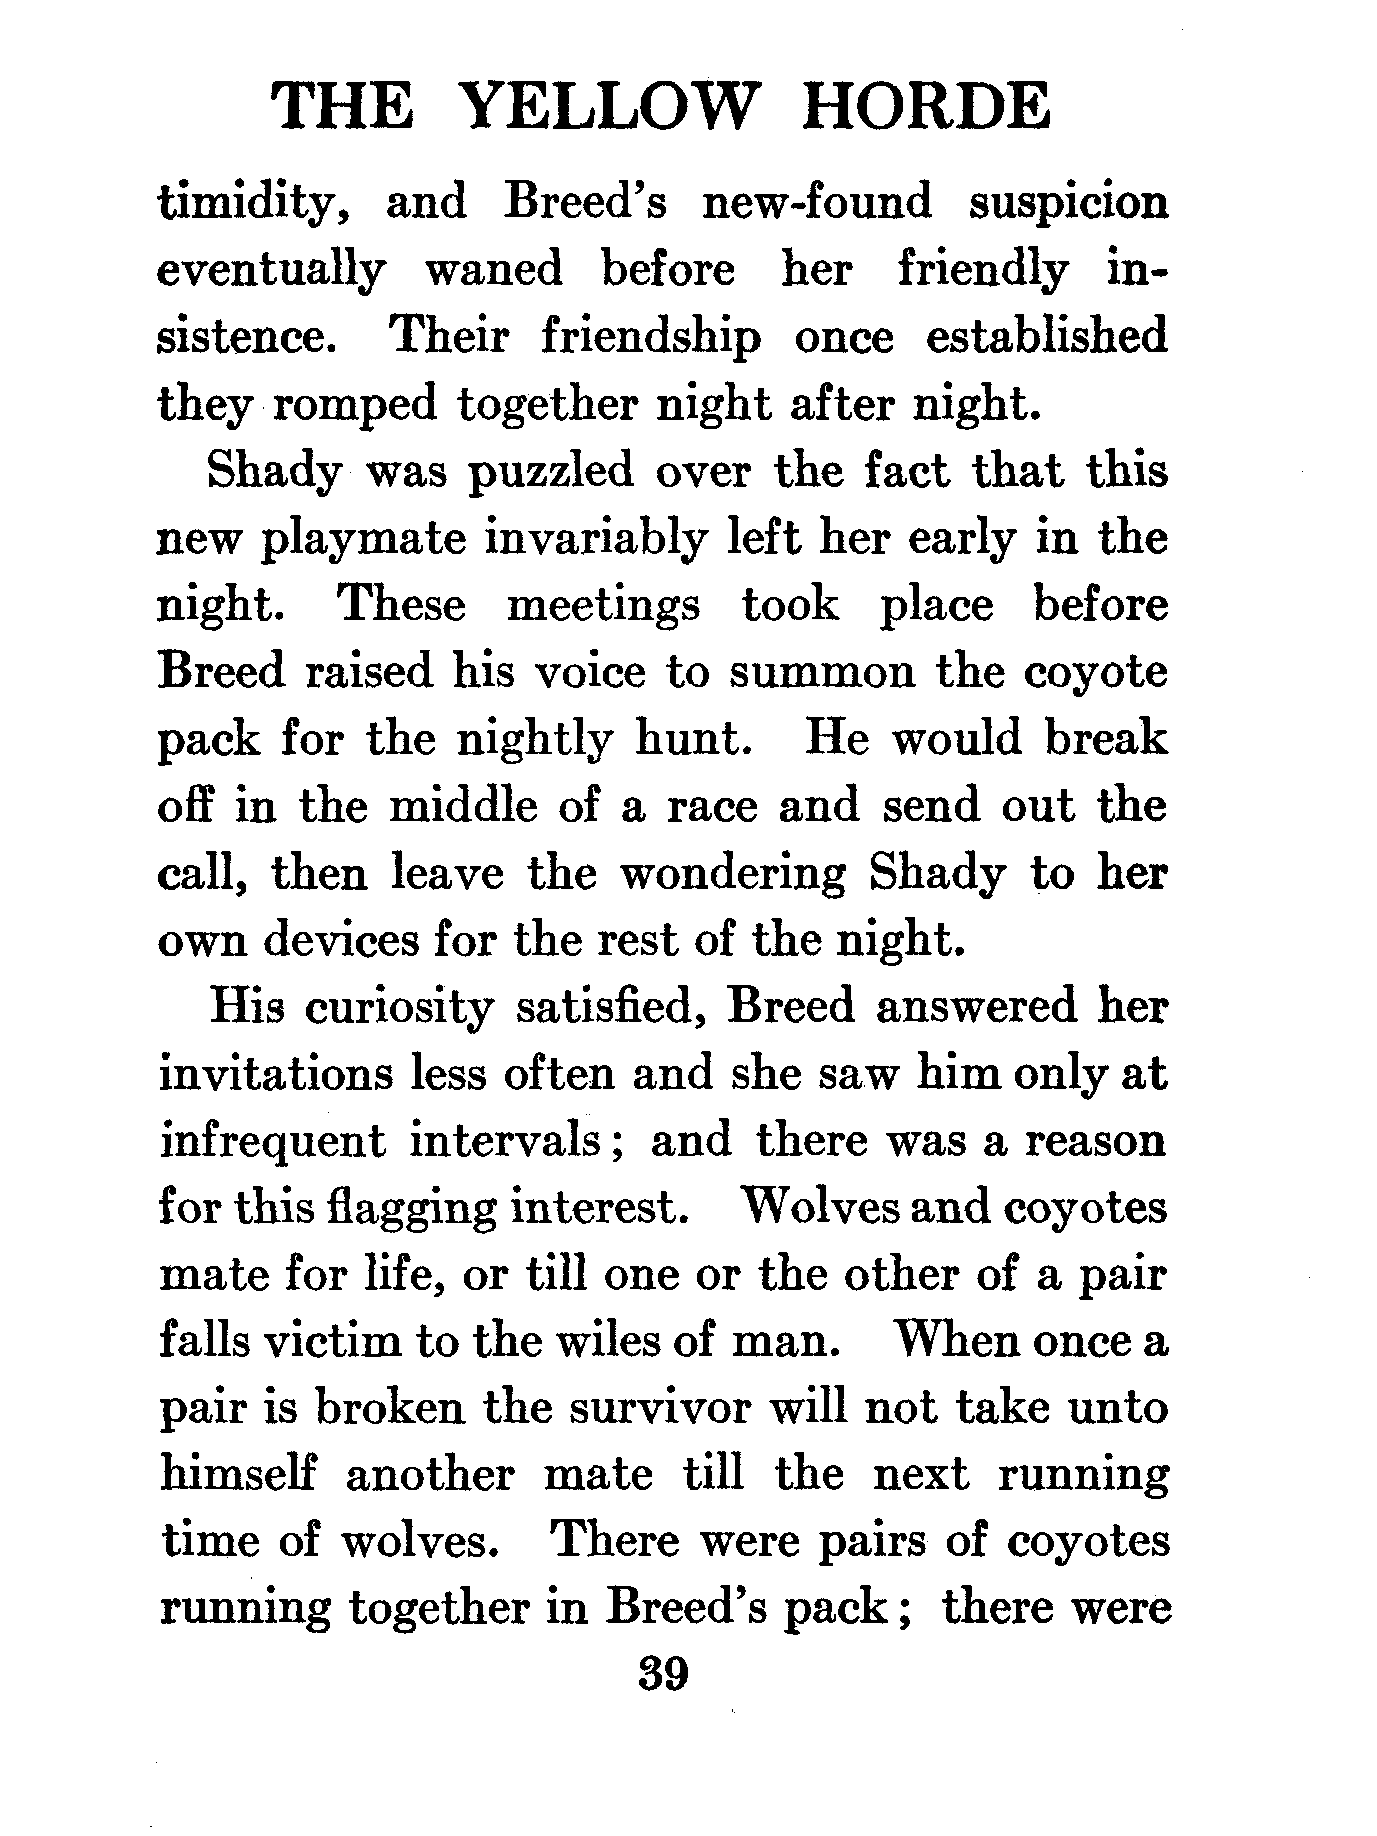 THE YELLOW HORDE
timidity, and Breed's new-found suspicion
eventually waned before her friendly in-
sistence. Their friendship once established
they romped together night after night.
Shady was puzzled over the fact that this
new playmate invariably left her early in the
night. These meetings took place before
Breed raised his voice to summon the coyote
pack for the nightly hunt. He would break
off in the middle of a race and send out the
call, then leave the wondering Shady to her
own devices for the rest of the night.
His curiosity satisfied, Breed answered her
invitations less often and she saw him only at
infrequent intervals; and there was a reason
for this flagging interest. Wolves and coyotes
mate for life, or till one or the other of a pair
falls victim to the wiles of man. When once a
pair is broken the survivor will not take unto
himself another mate till the next running
time of wolves. There were pairs of coyotes
running together in Breed's pack; there were
39